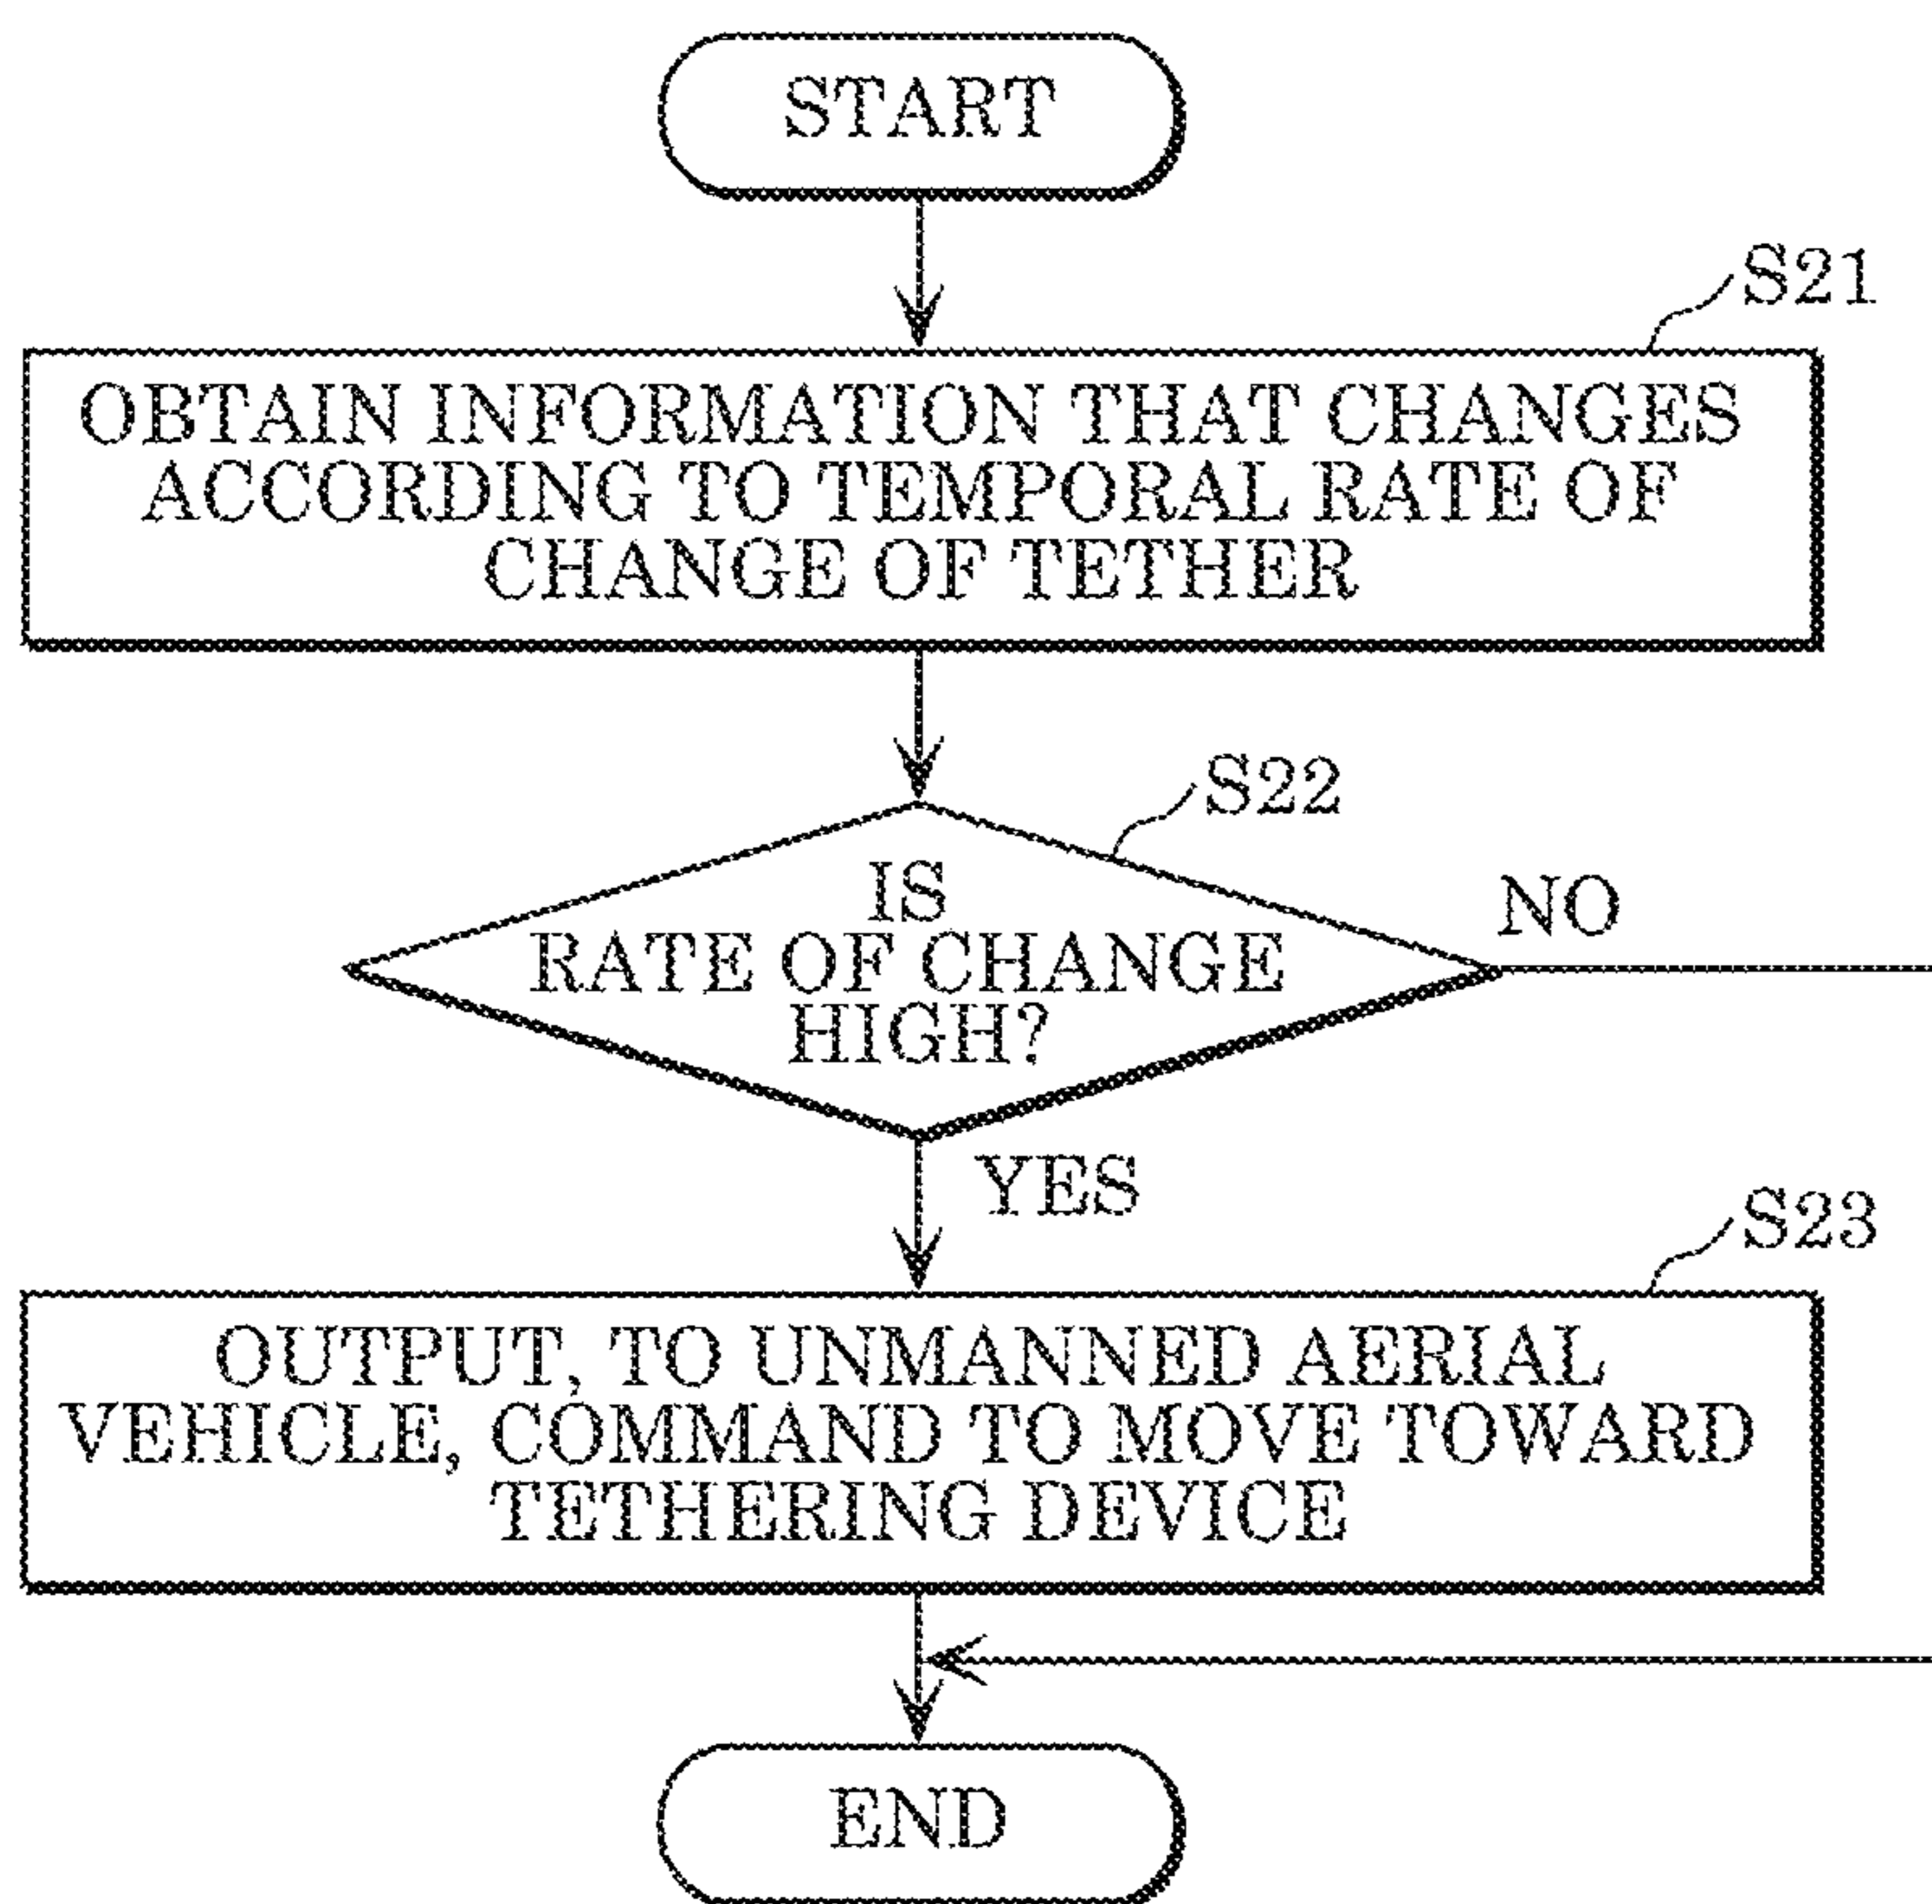 START
S21
OBTAIN INFORMATION THAT CHANGES
ACCORDING TO TEMPORAL RATE OF
CHANGE OF TETHER
S22
IS
RATE OF CHANGE
HIGH?
NO
YES
S23
OUTPUT, TO UNMANNED AERIAL
VEHICLE, COMMAND TO MOVE TOWARD
TETHERING DEVICE
END